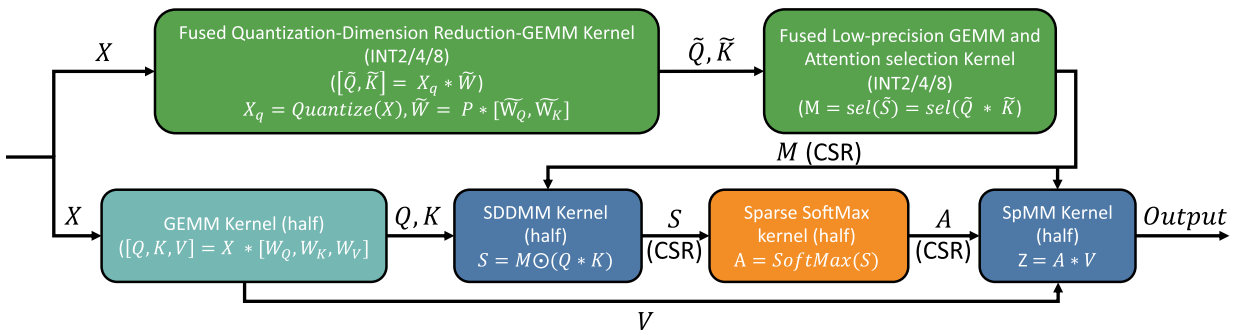 X
Fused Quantization-Dimension Reduction-GEMM Kernel
(INT2/4/8)
([Q̃, K̃] = X_q * W̃)
X_q = Quantize(X), W̃ = P * [W̃_Q, W̃_K]
Q̃, K̃
Fused Low-precision GEMM and
Attention selection Kernel
(INT2/4/8)
(M = sel(S̃) = sel(Q̃ * K̃)
M (CSR)
X
GEMM Kernel (half)
([Q, K, V] = X * [W_Q, W_K, W_V]
Q, K
SDDMM Kernel
(half)
S = M⊙(Q * K)
S
(CSR)
Sparse SoftMax
kernel (half)
A = SoftMax(S)
A
(CSR)
SpMM Kernel
(half)
Z = A * V
Output
V